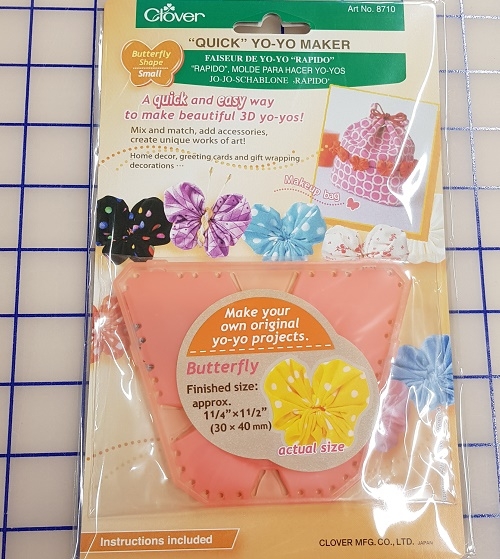 Clover
Art No. 8710
Butterfly
Shape
Small
"QUICK" YO-YO MAKER
FAISEUR DE YO-YO "RAPIDO"
"RAPIDO", MOLDE PARA HACER YO-YOS
JO-JO-SCHABLONE „RAPIDO"
A quick and easy way
to make beautiful 3D yo-yos!
Mix and match, add accessories,
create unique works of art!
Home decor, greeting cards and gift wrapping
decorations ...
Makeup bag
Make your
own original
yo-yo projects.
Butterfly
Finished size:
approx.
1 1/4" × 1 1/2"
(30 × 40 mm)
actual size
Instructions included
CLOVER MFG. CO., LTD. JAPAN